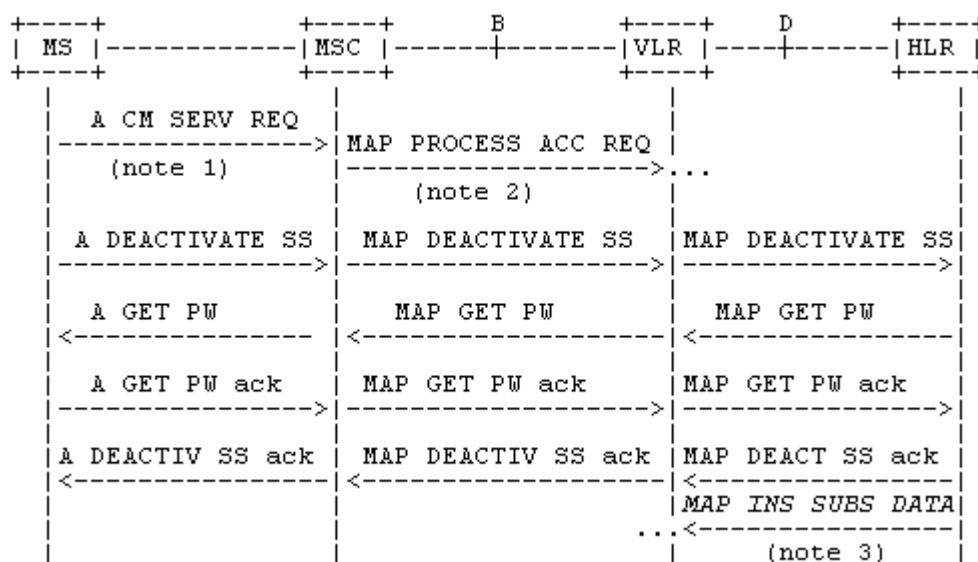 B D
MS MSC VLR HLR
A CM SERV REQ
MAP PROCESS ACC REQ
(note 1) ...
(note 2)
A DEACTIVATE SS MAP DEACTIVATE SS MAP DEACTIVATE SS
A GET PW MAP GET PW MAP GET PW
A GET PW ack MAP GET PW ack MAP GET PW ack
A DEACTIV SS ack MAP DEACTIV SS ack MAP DEACT SS ack
MAP INS SUBS DATA
...
(note 3)